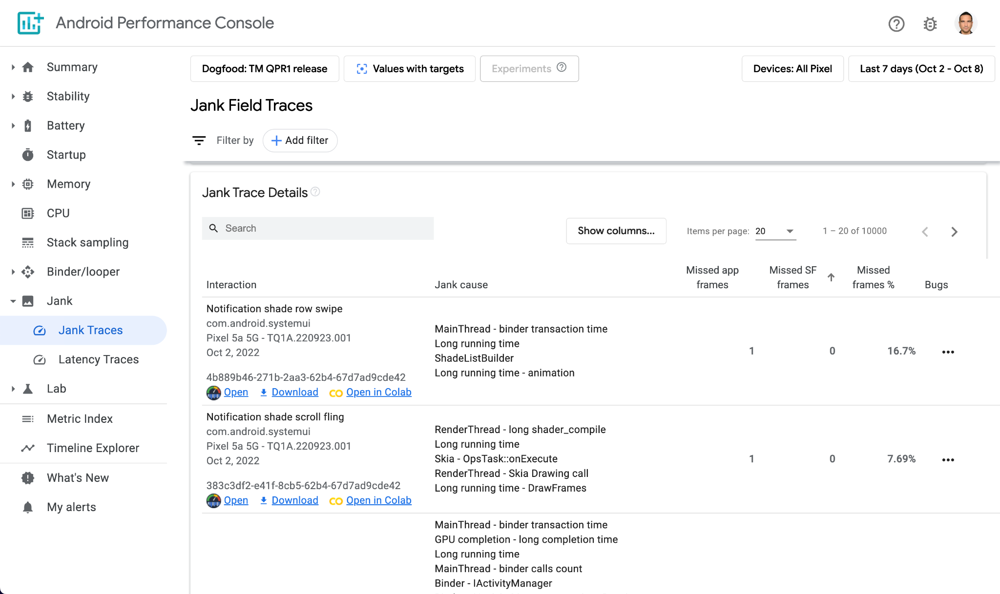 Android Performance Console
Summary
Stability
Battery
Startup
Memory
CPU
Stack sampling
Binder/looper
Jank
Jank Traces
Latency Traces
Lab
Metric Index
Timeline Explorer
What's New
My alerts
Dogfood: TM QPR1 release
Values with targets
Experiments
Devices: All Pixel
Last 7 days (Oct 2 - Oct 8)
Jank Field Traces
Filter by
Add filter
Jank Trace Details
Search
Show columns...
Items per page: 20
1 – 20 of 10000
Interaction
Jank cause
Missed app
frames
Missed SF
frames
Missed
frames %
Bugs
Notification shade row swipe
com.android.systemui
Pixel 5a 5G - TQ1A.220923.001
Oct 2, 2022
4b889b46-271b-2aa3-62b4-67d7ad9cde42
Open Download Open in Colab
MainThread - binder transaction time
Long running time
ShadeListBuilder
Long running time - animation
1 0 16.7%
Notification shade scroll fling
com.android.systemui
Pixel 5a 5G - TQ1A.220923.001
Oct 2, 2022
383c3df2-e41f-8cb5-62b4-67d7ad9cde42
Open Download Open in Colab
RenderThread - long shader_compile
Long running time
Skia - OpsTask::onExecute
RenderThread - Skia Drawing call
Long running time - DrawFrames
1 0 7.69%
MainThread - binder transaction time
GPU completion - long completion time
Long running time
MainThread - binder calls count
Binder - IActivityManager